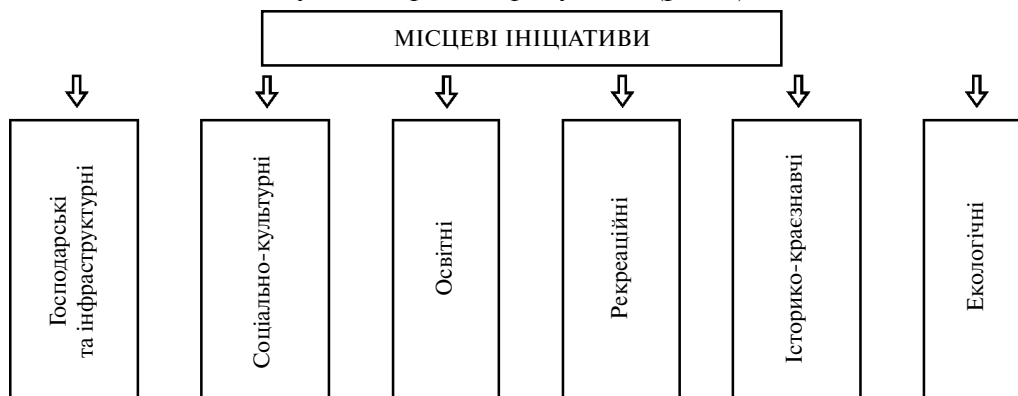 МІСЦЕВІ ІНІЦІАТИВИ
Господарські
та інфраструктурні
Соціально-культурні
Освітні
Рекреаційні
Історико-краєзнавчі
Екологічні